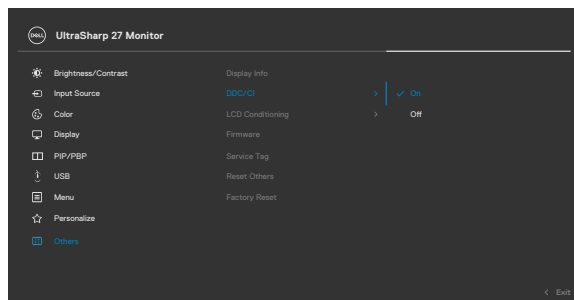 DELL UltraSharp 27 Monitor
Brightness/Contrast Display Info
Input Source DDC/CI > ✓ On
Color LCD Conditioning > Off
Display Firmware
PIP/PBP Service Tag
USB Reset Others
Menu Factory Reset
Personalize
Others
< Exit